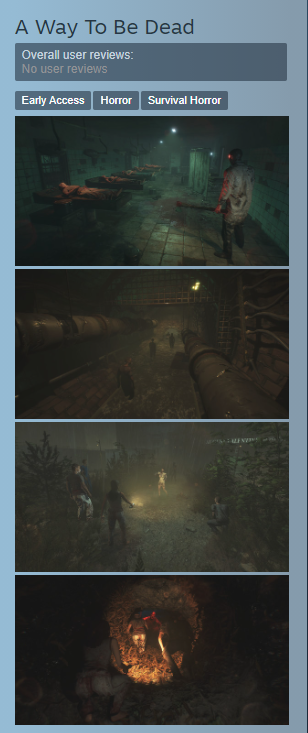 A Way To Be Dead
Overall user reviews:
No user reviews
Early Access Horror Survival Horror